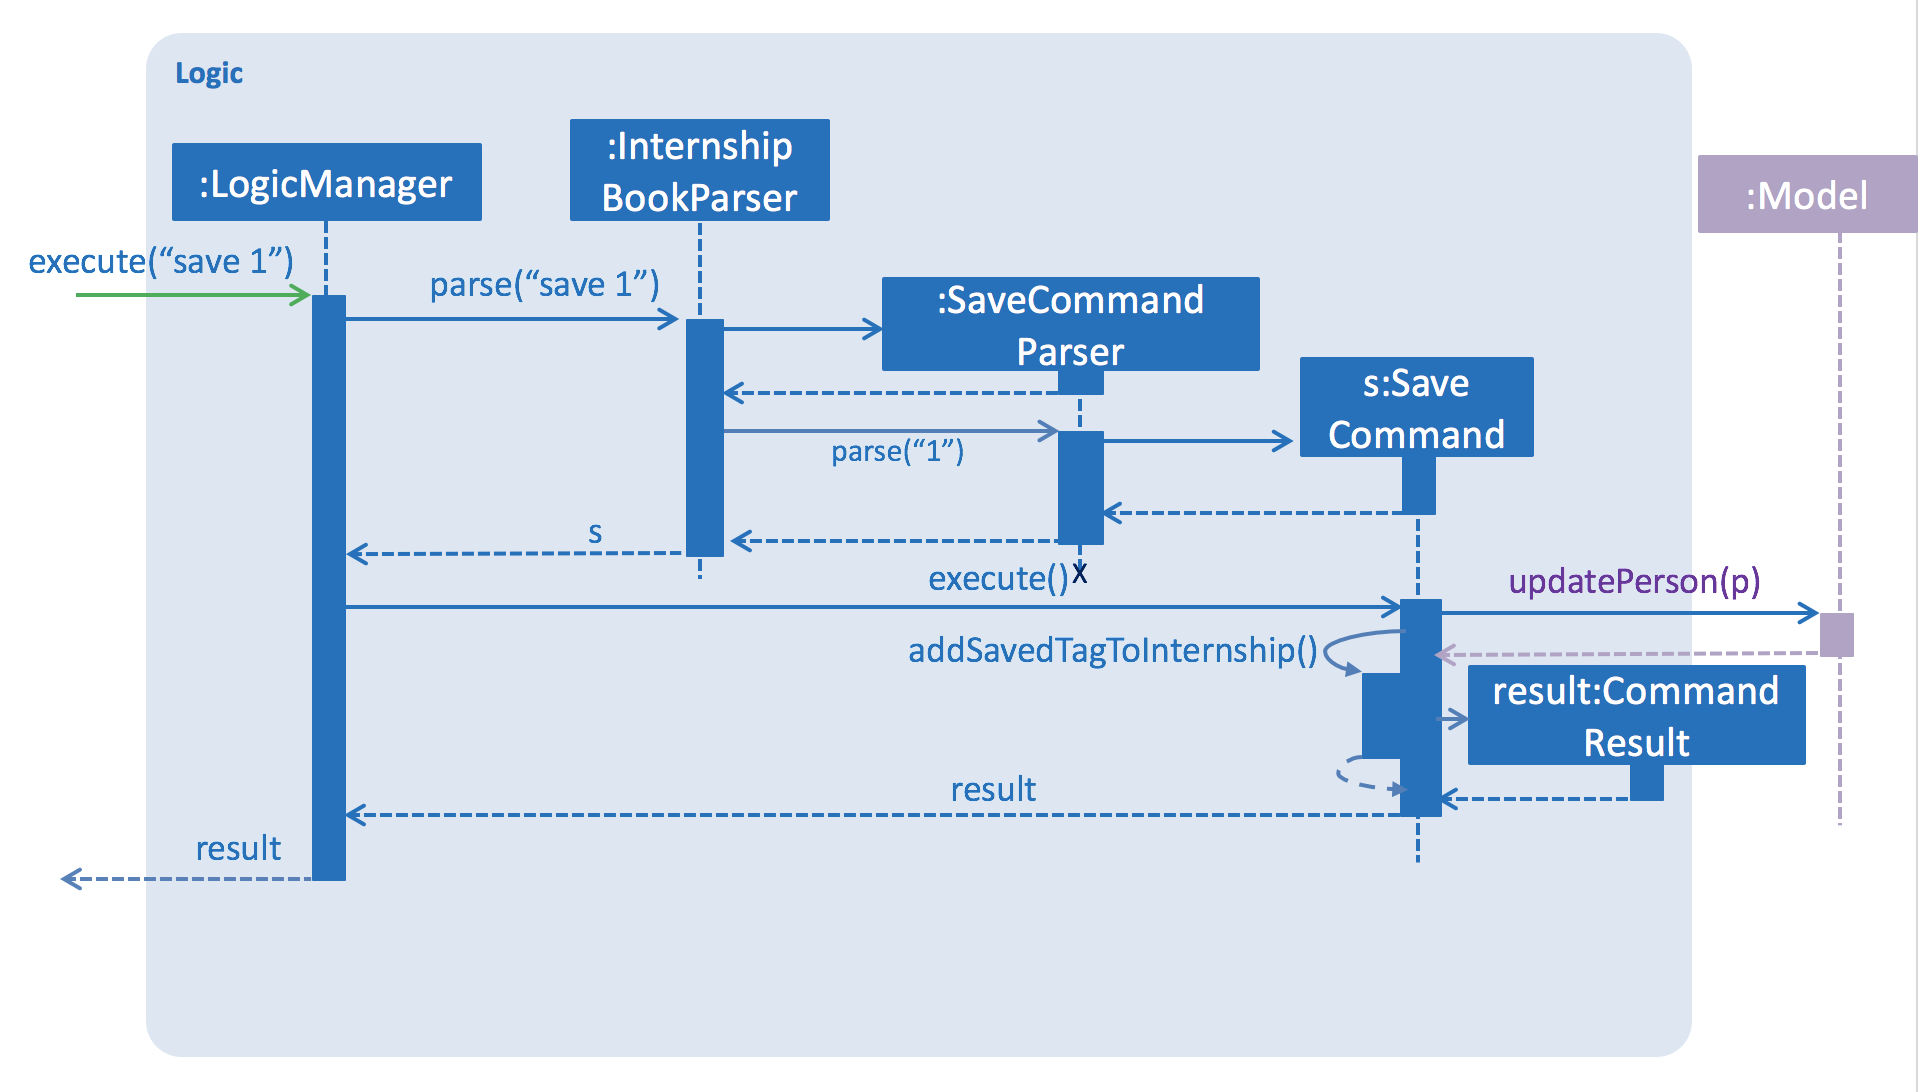 Logic
:Internship
BookParser
:LogicManager
:Model
execute(“save 1”)
parse(“save 1”)
:SaveCommand
Parser
s:Save
Command
parse(“1”)
s
execute()
X
updatePerson(p)
addSavedTagToInternship()
result:Command
Result
result
result